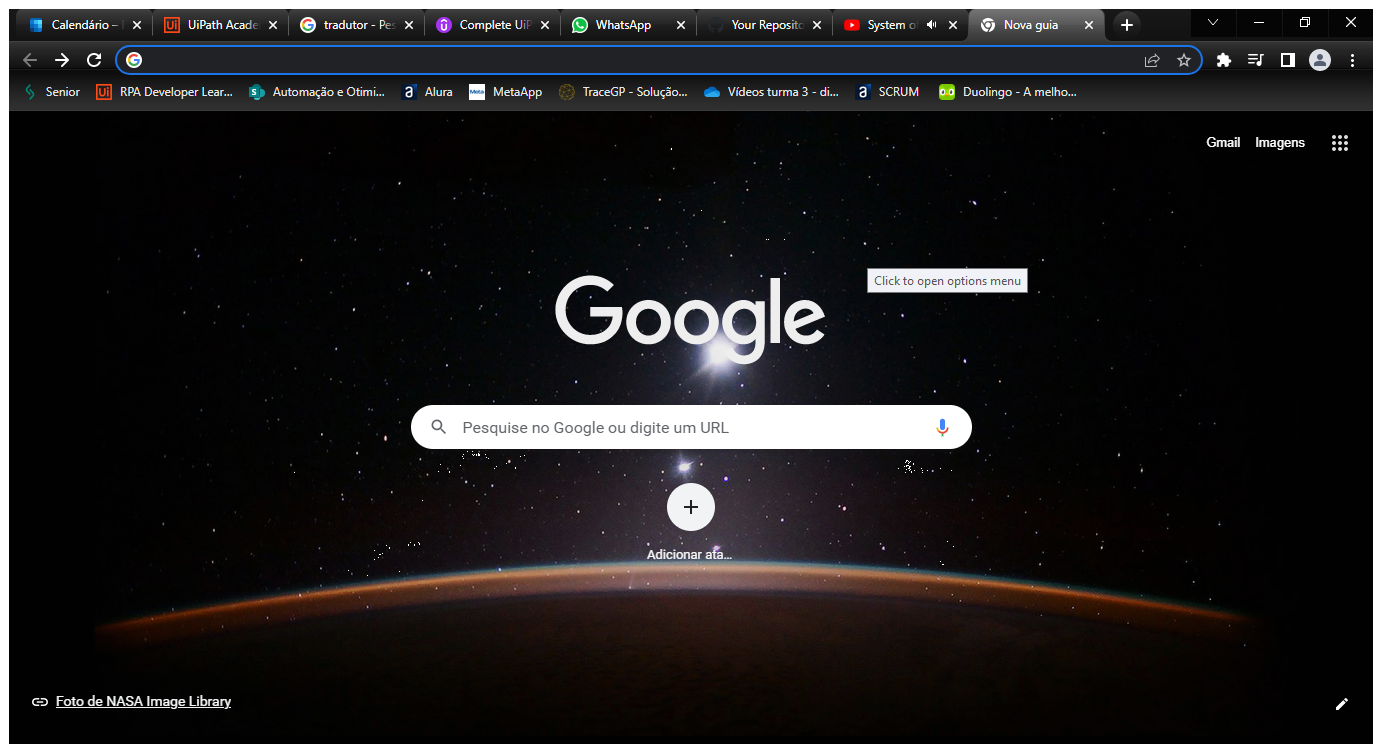 Calendário – I UiPath Acade tradutor - Pes Complete UiP WhatsApp Your Reposito System o Nova guia
Senior RPA Developer Lear... Automação e Otimi... Alura MetaApp TraceGP - Solução... Vídeos turma 3 - di... SCRUM Duolingo - A melho...
Gmail Imagens
Click to open options menu
Google
Pesquise no Google ou digite um URL
Adicionar ata...
Foto de NASA Image Library